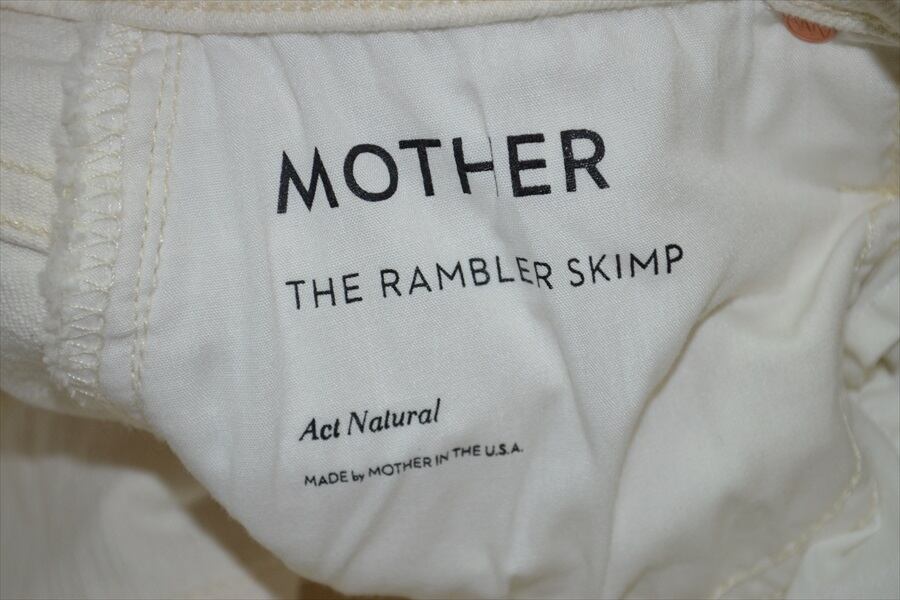 MOTHER
THE RAMBLER SKIMP
Act Natural
MADE by MOTHER IN THE U.S.A.